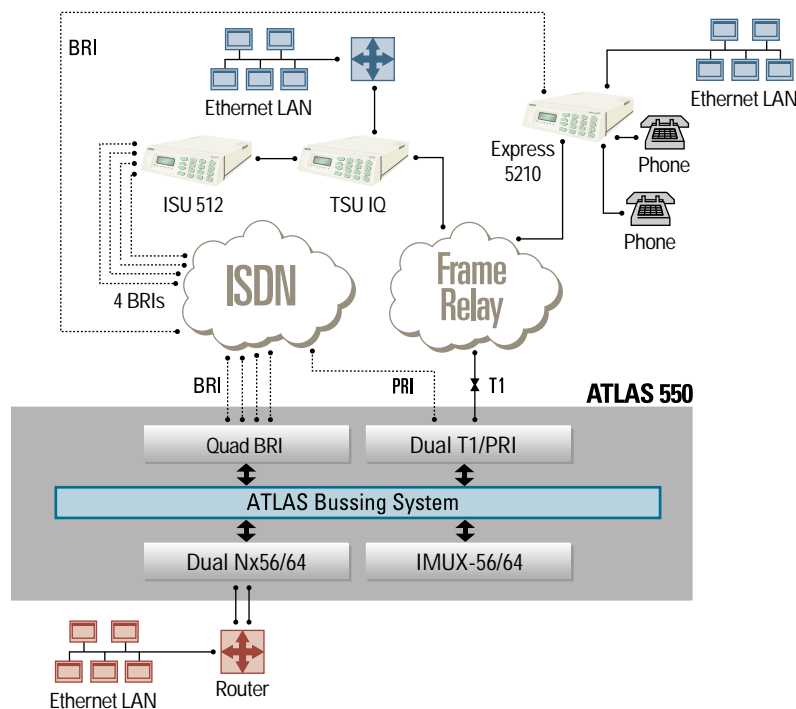 BRI
Ethernet LAN
Ethernet LAN
Express
5210
Phone
ISU 512
TSU IQ
Phone
ISDN
Frame
Relay
4 BRIs
BRI
PRI
T1
ATLAS 550
Quad BRI
Dual T1/PRI
ATLAS Bussing System
Dual Nx56/64
IMUX-56/64
Ethernet LAN
Router